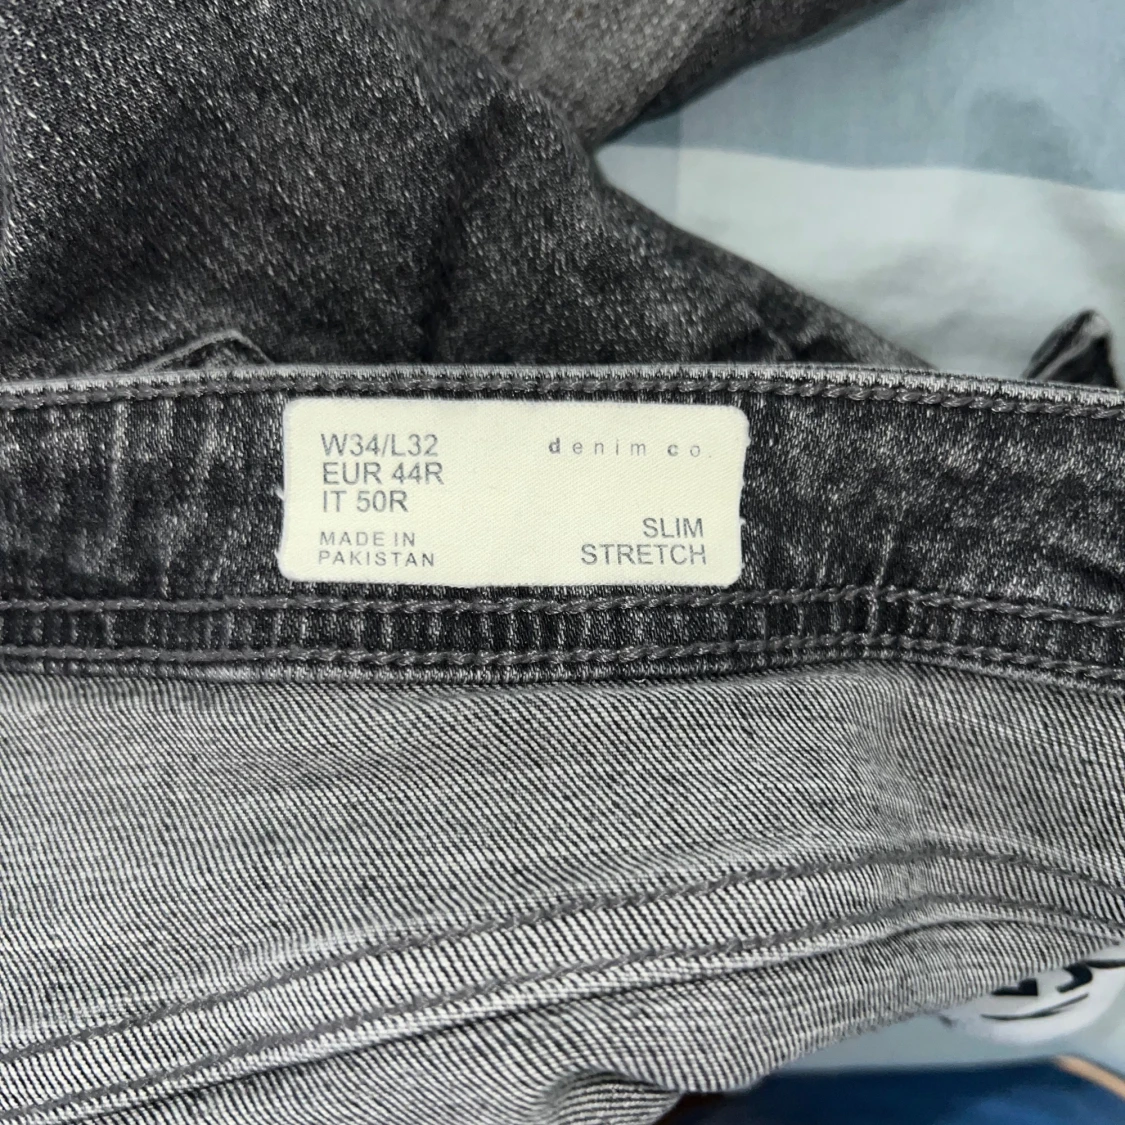 W34/L32
EUR 44R
IT 50R
MADE IN
PAKISTAN
denim co.
SLIM
STRETCH